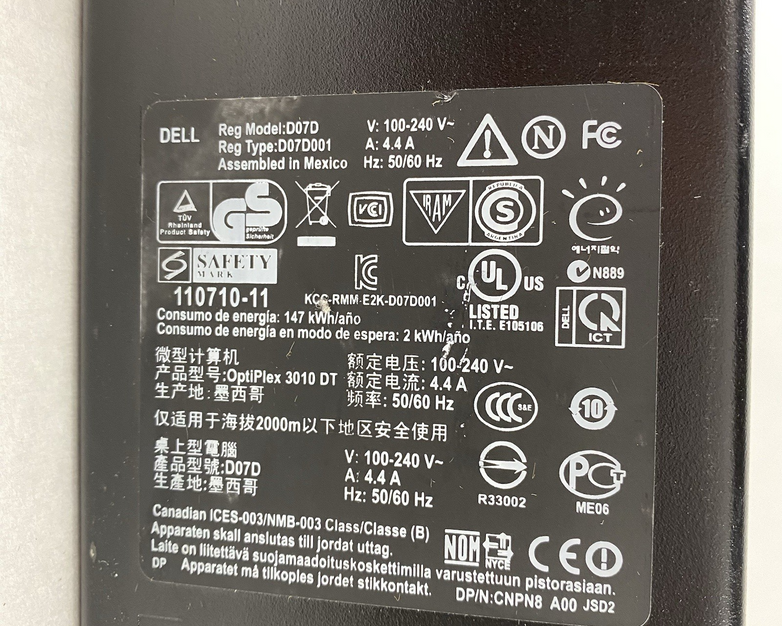 DELL
Reg Model:D07D
Reg Type:D07D001
Assembled in Mexico
V: 100-240 V~
A: 4.4 A
Hz: 50/60 Hz
N
FC
TÜV
Rheinland
Product Safety
GS
geprüfte
Sicherheit
VCI
IRAM
REPUBLICA
S
ARGENTINA
e
에너지절약
S SAFETY
MARK
110710-11
KCC-RMM-E2K-D07D001
C UL US
LISTED
I.T.E. E105106
N889
DELL
ICT
Consumo de energía: 147 kWh/año
Consumo de energía en modo de espera: 2 kWh/año
微型计算机
产品型号:OptiPlex 3010 DT
生产地: 墨西哥
额定电压: 100-240 V~
额定电流: 4.4 A
频率: 50/60 Hz
CCC S&E
10
仅适用于海拔2000m以下地区安全使用
桌上型電腦
產品型號:D07D
生產地:墨西哥
V: 100-240 V~
A: 4.4 A
Hz: 50/60 Hz
R33002
PCT
ME06
Canadian ICES-003/NMB-003 Class/Classe (B)
Apparaten skall anslutas till jordat uttag.
Laite on liitettävä suojamaadoituskoskettimilla varustettuun pistorasiaan.
DP Apparatet må tilkoples jordet stikkontakt.
NOM
NYCE
CE
DP/N:CNPN8 A00 JSD2